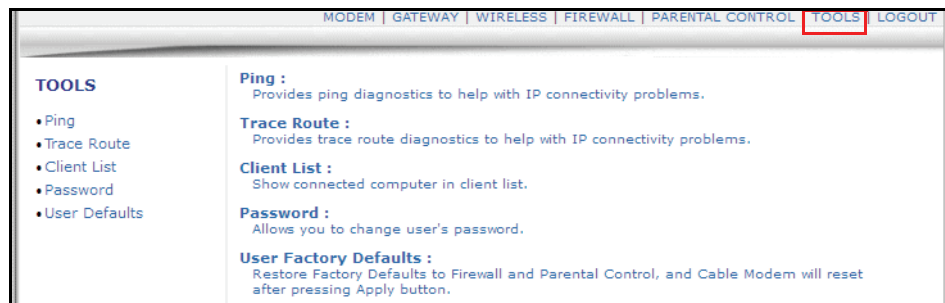 MODEM | GATEWAY | WIRELESS | FIREWALL | PARENTAL CONTROL | TOOLS | LOGOUT
TOOLS
• Ping
• Trace Route
• Client List
• Password
• User Defaults
Ping :
Provides ping diagnostics to help with IP connectivity problems.
Trace Route :
Provides trace route diagnostics to help with IP connectivity problems.
Client List :
Show connected computer in client list.
Password :
Allows you to change user's password.
User Factory Defaults :
Restore Factory Defaults to Firewall and Parental Control, and Cable Modem will reset
after pressing Apply button.